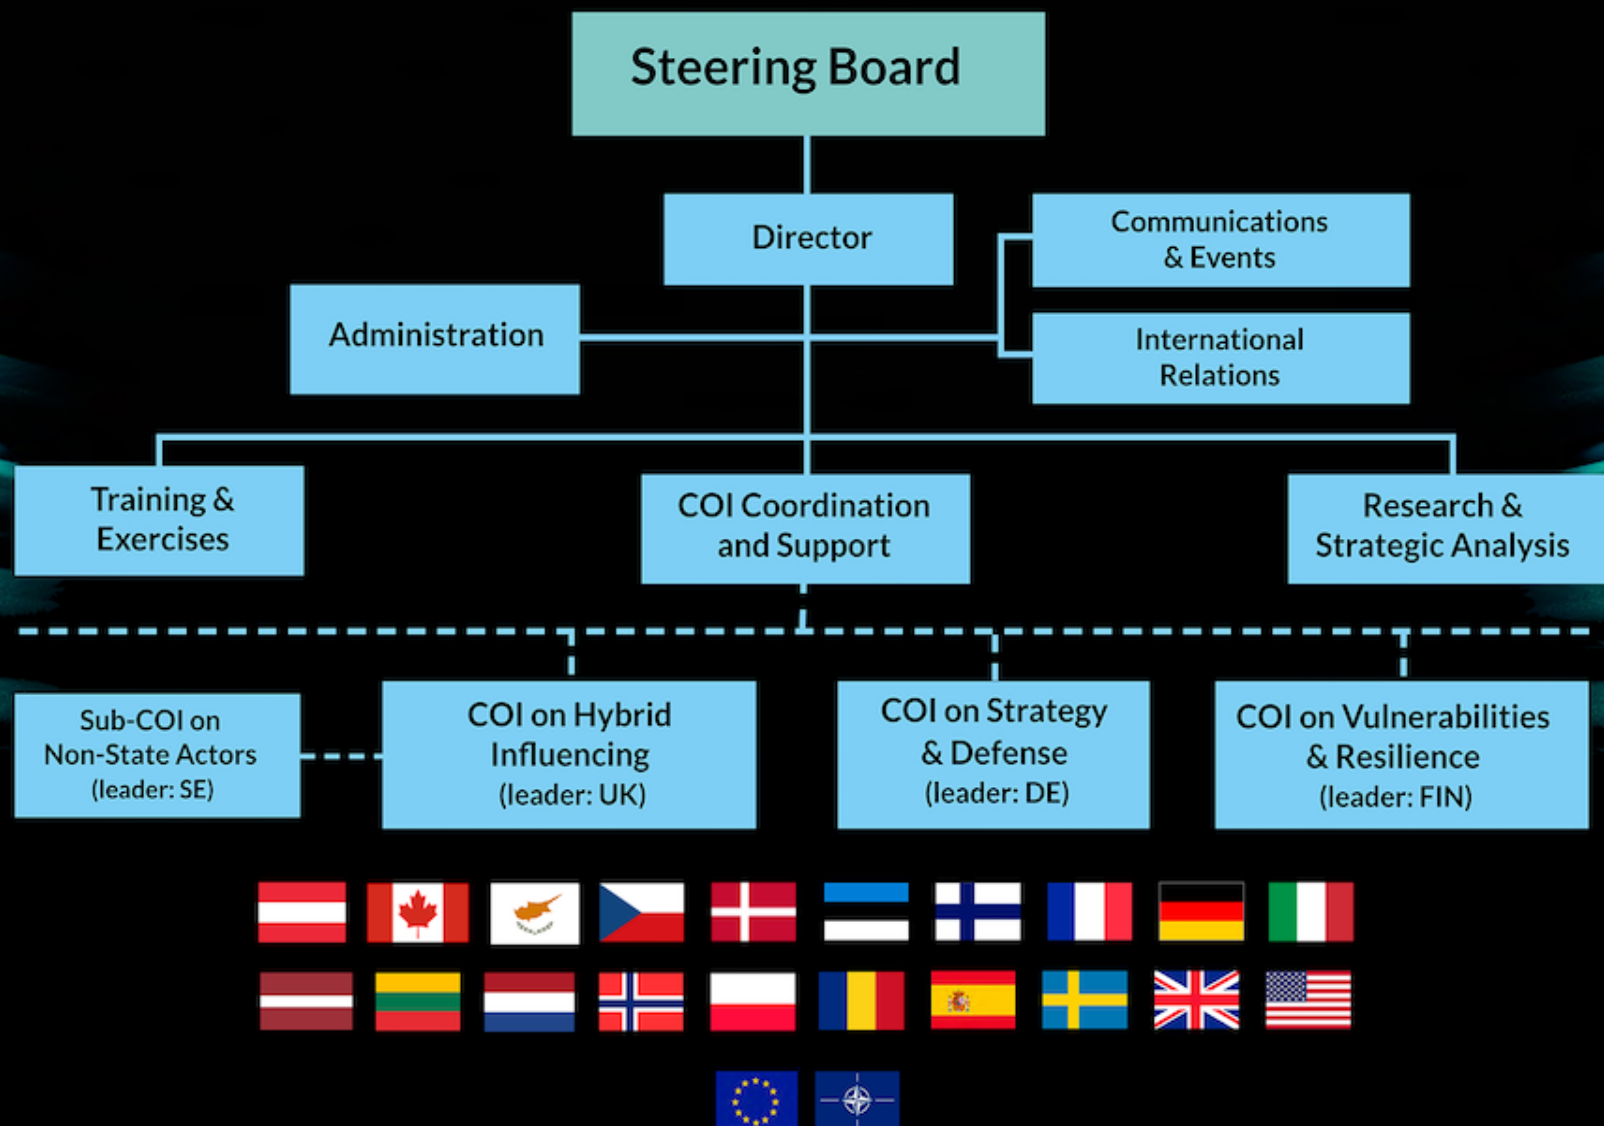 Steering Board
Director
Communications
& Events
Administration
International
Relations
Training &
Exercises
COI Coordination
and Support
Research &
Strategic Analysis
Sub-COI on
Non-State Actors
(leader: SE)
COI on Hybrid
Influencing
(leader: UK)
COI on Strategy
& Defense
(leader: DE)
COI on Vulnerabilities
& Resilience
(leader: FIN)